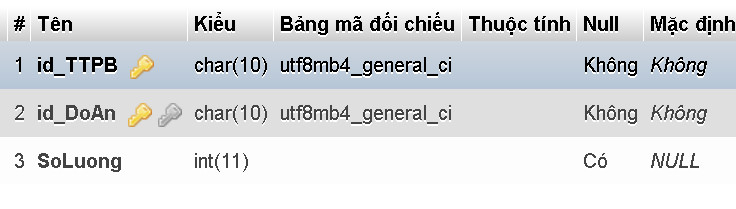 # Tên Kiểu Bảng mã đối chiếu Thuộc tính Null Mặc định
1 id_TTPB char(10) utf8mb4_general_ci Không Không
2 id_DoAn char(10) utf8mb4_general_ci Không Không
3 SoLuong int(11) Có NULL